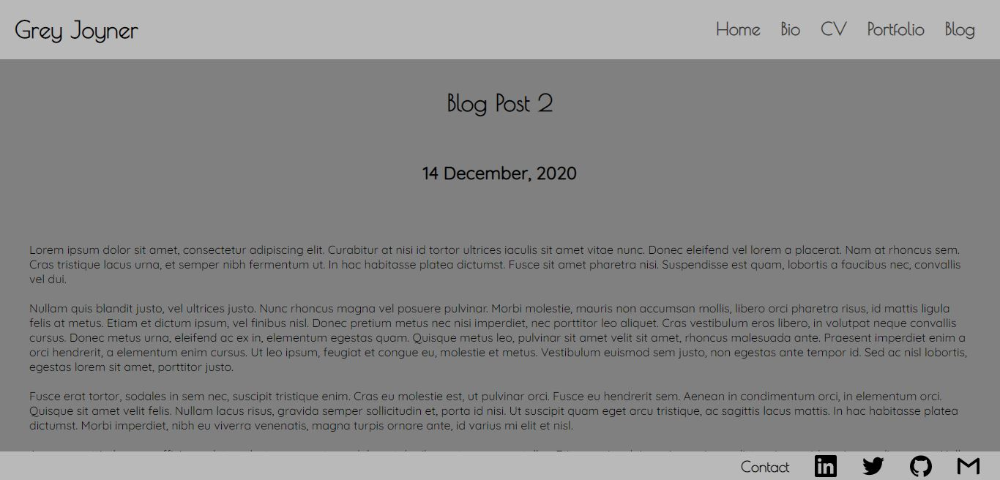 Grey Joyner
Home Bio CV Portfolio Blog
Blog Post 2
14 December, 2020
Lorem ipsum dolor sit amet, consectetur adipiscing elit. Curabitur at nisi id tortor ultrices iaculis sit amet vitae nunc. Donec eleifend vel lorem a placerat. Nam at rhoncus sem.
Cras tristique lacus urna, et semper nibh fermentum ut. In hac habitasse platea dictumst. Fusce sit amet pharetra nisi. Suspendisse est quam, lobortis a faucibus nec, convallis
vel dui.
Nullam quis blandit justo, vel ultrices justo. Nunc rhoncus magna vel posuere pulvinar. Morbi molestie, mauris non accumsan mollis, libero orci pharetra risus, id mattis ligula
felis at metus. Etiam et dictum ipsum, vel finibus nisl. Donec pretium metus nec nisi imperdiet, nec porttitor leo aliquet. Cras vestibulum eros libero, in volutpat neque convallis
cursus. Donec metus urna, eleifend ac ex in, elementum egestas quam. Quisque metus leo, pulvinar sit amet velit sit amet, rhoncus malesuada ante. Praesent imperdiet enim a
orci hendrerit, a elementum enim cursus. Ut leo ipsum, feugiat et congue eu, molestie et metus. Vestibulum euismod sem justo, non egestas ante tempor id. Sed ac nisl lobortis,
egestas lorem sit amet, porttitor justo.
Fusce erat tortor, sodales in sem nec, suscipit tristique enim. Cras eu molestie est, ut pulvinar orci. Fusce eu hendrerit sem. Aenean in condimentum orci, in elementum orci.
Quisque sit amet velit felis. Nullam lacus risus, gravida semper sollicitudin et, porta id nisi. Ut suscipit quam eget arcu tristique, ac sagittis lacus mattis. In hac habitasse platea
dictumst. Morbi imperdiet, nibh eu viverra venenatis, magna turpis ornare ante, id varius mi elit et nisl.
Contact